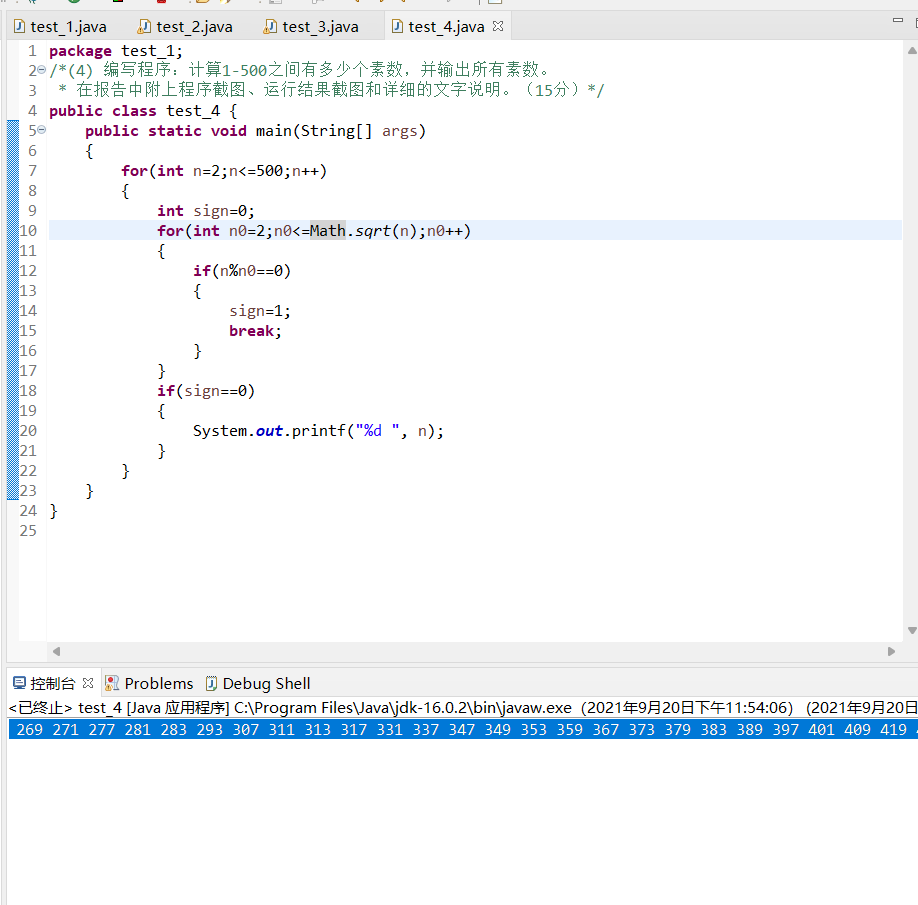 test_1.java test_2.java test_3.java test_4.java
1 package test_1;
2 /*(4) 编写程序：计算1-500之间有多少个素数，并输出所有素数。
3 * 在报告中附上程序截图、运行结果截图和详细的文字说明。（15分）*/
4 public class test_4 {
5 public static void main(String[] args)
6 {
7 for(int n=2;n<=500;n++)
8 {
9 int sign=0;
10 for(int n0=2;n0<=Math.sqrt(n);n0++)
11 {
12 if(n%n0==0)
13 {
14 sign=1;
15 break;
16 }
17 }
18 if(sign==0)
19 {
20 System.out.printf("%d ", n);
21 }
22 }
23 }
24 }
25
控制台 Problems Debug Shell
<已终止> test_4 [Java 应用程序] C:\Program Files\Java\jdk-16.0.2\bin\javaw.exe（2021年9月20日下午11:54:06）（2021年9月20日
269 271 277 281 283 293 307 311 313 317 331 337 347 349 353 359 367 373 379 383 389 397 401 409 419